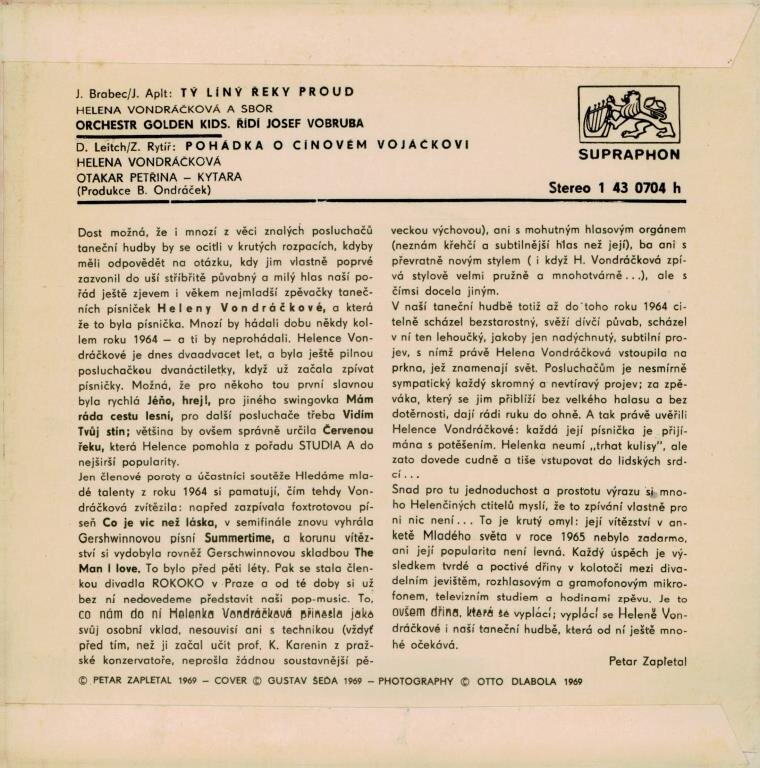 J. Brabec/J. Aplt: TÝ LÍNÝ ŘEKY PROUD
HELENA VONDRÁČKOVÁ A SBOR
ORCHESTR GOLDEN KIDS. ŘÍDÍ JOSEF VOBRUBA
D. Leitch/Z. Rytíř: POHÁDKA O CÍNOVÉM VOJÁČKOVI
HELENA VONDRÁČKOVÁ
OTAKAR PETŘINA – KYTARA
(Produkce B. Ondráček)
SUPRAPHON
Stereo 1 43 0704 h
Dost možná, že i mnozí z věci znalých posluchačů
taneční hudby by se ocitli v krutých rozpacích, kdyby
měli odpovědět na otázku, kdy jim vlastně poprvé
zazvonil do uší stříbřitě půvabný a milý hlas naší po-
řád ještě zjevem i věkem nejmladší zpěvačky taneč-
ních písniček Heleny Vondráčkové, a která
že to byla písnička. Mnozí by hádali dobu někdy kol-
lem roku 1964 – a ti by neprohádali. Helence Von-
dráčkové je dnes dvaadvacet let, a byla ještě pilnou
posluchačkou dvanáctiletky, když už začala zpívat
písničky. Možná, že pro někoho tou první slavnou
byla rychlá Jéňo, hrej!, pro jiného swingovka Mám
ráda cestu lesní, pro další posluchače třeba Vidím
Tvůj stín; většina by ovšem správně určila Červenou
řeku, která Helence pomohla z pořadu STUDIA A do
nejširší popularity.
Jen členové poroty a účastníci soutěže Hledáme mla-
dé talenty z roku 1964 si pamatují, čím tehdy Von-
dráčková zvítězila: napřed zazpívala foxtrotovou pí-
seň Co je víc než láska, v semifinále znovu vyhrála
Gershwinnovou písní Summertime, a korunu vítěz-
ství si vydobyla rovněž Gerschwinnovou skladbou The
Man I love. To bylo před pěti léty. Pak se stala člen-
kou divadla ROKOKO v Praze a od té doby si už
bez ní nedovedeme představit naši pop-music. To,
co nám do ní Helenka Vondráčková přinesla jako
svůj osobní vklad, nesouvisí ani s technikou (vždyť
před tím, než ji začal učit prof. K. Karenin z praž-
ské konzervatoře, neprošla žádnou soustavnější pě-
veckou výchovou), ani s mohutným hlasovým orgánem
(neznám křehčí a subtilnější hlas než její), ba ani s
převratně novým stylem ( i když H. Vondráčková zpí-
vá stylově velmi pružně a mnohotvárně...), ale s
čímsi docela jiným.
V naší taneční hudbě totiž až do toho roku 1964 ci-
telně scházel bezstarostný, svěží dívčí půvab, scházel
v ní ten lehoučký, jakoby jen nadýchnutý, subtilní pro-
jev, s nímž právě Helena Vondráčková vstoupila na
prkna, jež znamenají svět. Posluchačům je nesmírně
sympatický každý skromný a nevtíravý projev; za zpě-
váka, který se jim přiblíží bez velkého halasu a bez
dotěrnosti, dají rádi ruku do ohně. A tak právě uvěřili
Helence Vondráčkové: každá její písnička je přijí-
mána s potěšením. Helenka neumí „trhat kulisy", ale
zato dovede cudně a tiše vstupovat do lidských srd-
cí...
Snad pro tu jednoduchost a prostotu výrazu si mno-
ho Helenčiných ctitelů myslí, že to zpívání vlastně pro
ni nic není... To je krutý omyl: její vítězství v an-
ketě Mladého světa v roce 1965 nebylo zadarmo,
ani její popularita není levná. Každý úspěch je vý-
sledkem tvrdé a poctivé dřiny v kolotoči mezi diva-
delním jevištěm, rozhlasovým a gramofonovým mikro-
fonem, televizním studiem a hodinami zpěvu. Je to
ovšem dřina, která se vyplácí; vyplácí se Heleně Von-
dráčkové i naší taneční hudbě, která od ní ještě mno-
hé očekává.
Petar Zapletal
© PETAR ZAPLETAL 1969 – COVER © GUSTAV ŠEDA 1969 – PHOTOGRAPHY © OTTO DLABOLA 1969